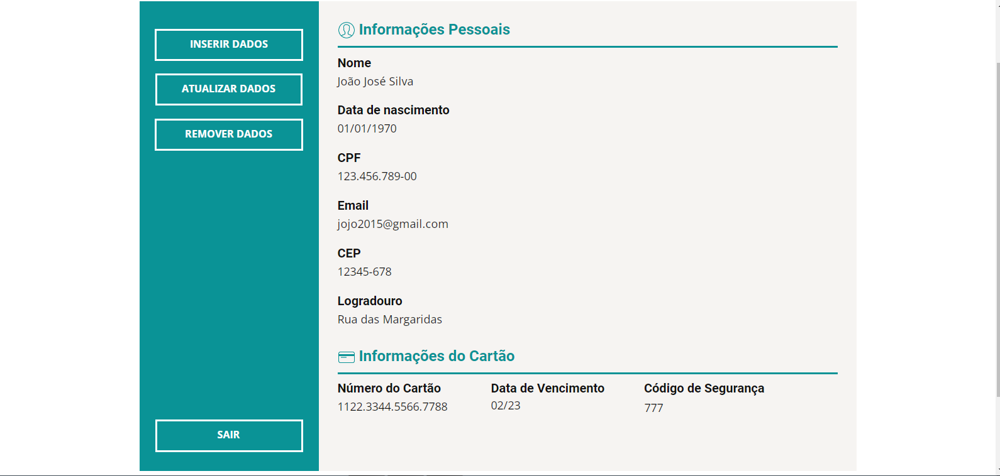 INSERIR DADOS
ATUALIZAR DADOS
REMOVER DADOS
SAIR
Informações Pessoais
Nome
João José Silva
Data de nascimento
01/01/1970
CPF
123.456.789-00
Email
jojo2015@gmail.com
CEP
12345-678
Logradouro
Rua das Margaridas
Informações do Cartão
Número do Cartão
1122.3344.5566.7788
Data de Vencimento
02/23
Código de Segurança
777